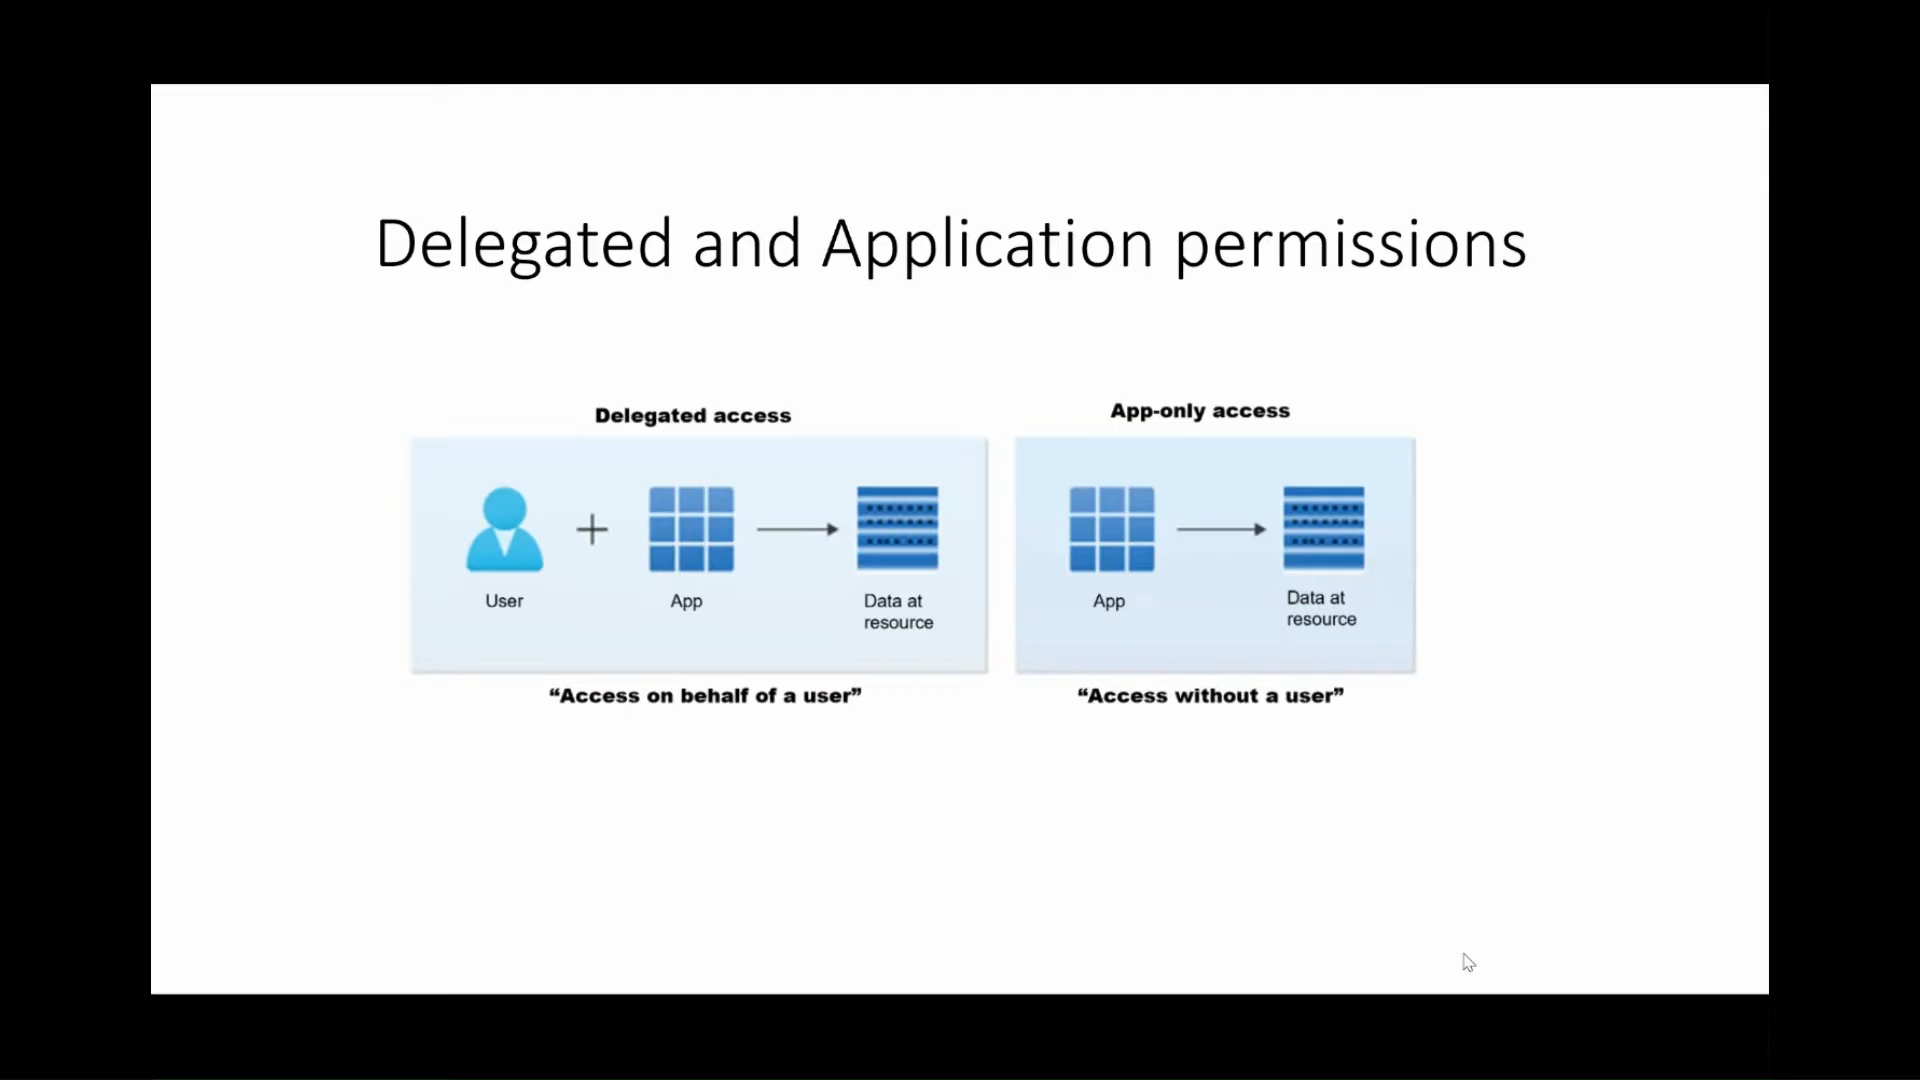 Delegated and Application permissions
Delegated access
User
App
Data at
resource
“Access on behalf of a user”
App-only access
App
Data at
resource
“Access without a user”